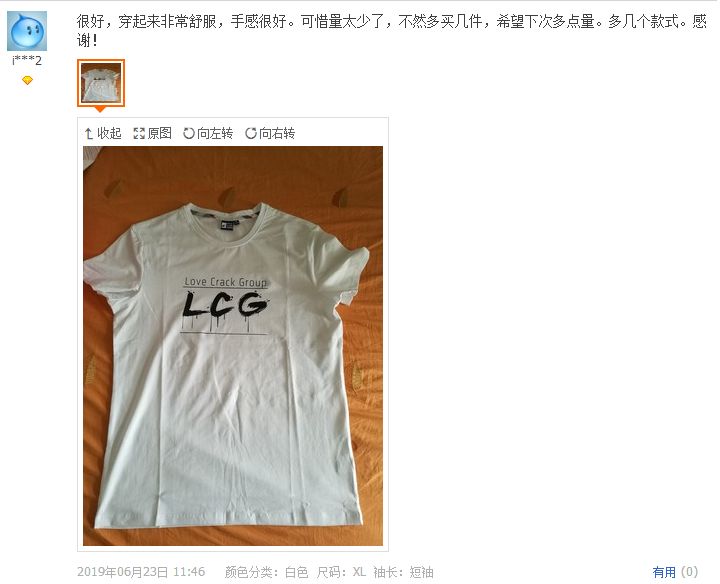 很好，穿起来非常舒服，手感很好。可惜量太少了，不然多买几件，希望下次多点量。多几个款式。感
谢！
i***2
收起 原图 向左转 向右转
Love Crack Group
LCG
2019年06月23日 11:46 颜色分类：白色 尺码：XL 袖长：短袖
有用 (0)